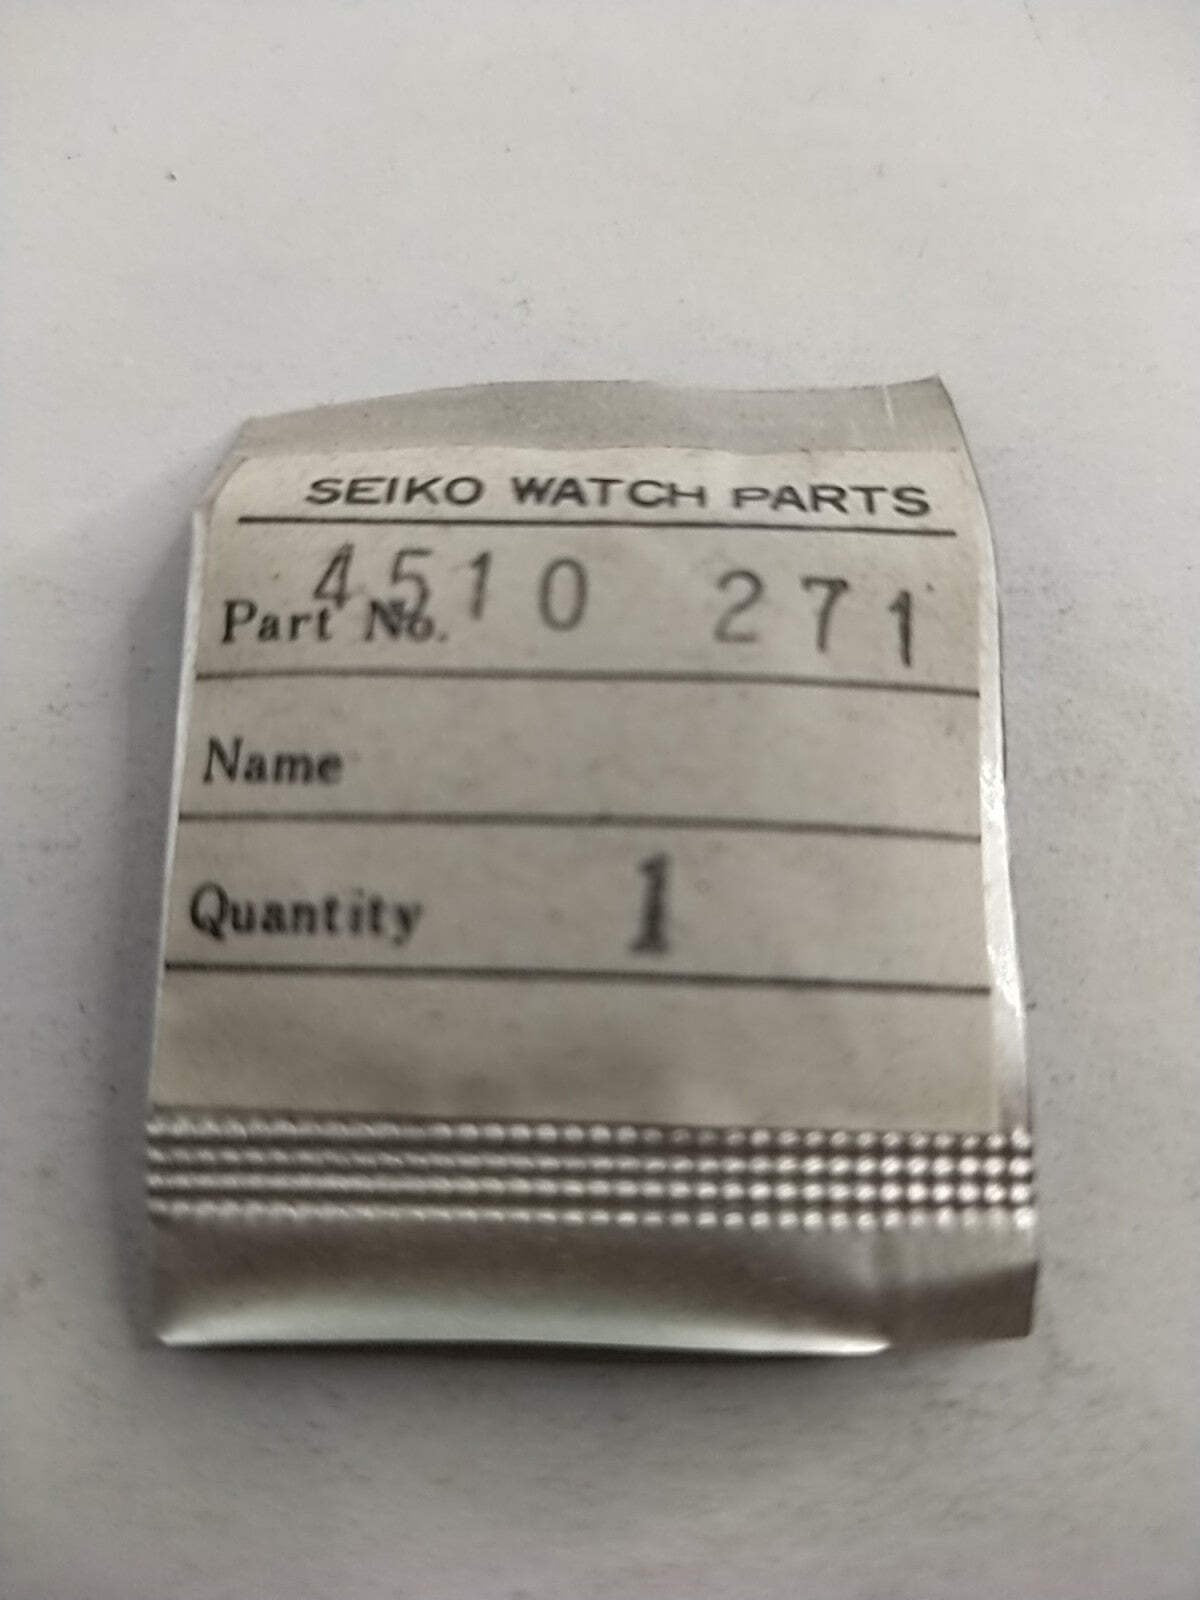 SEIKO WATCH PARTS
Part No. 4510 271
Name
Quantity 1